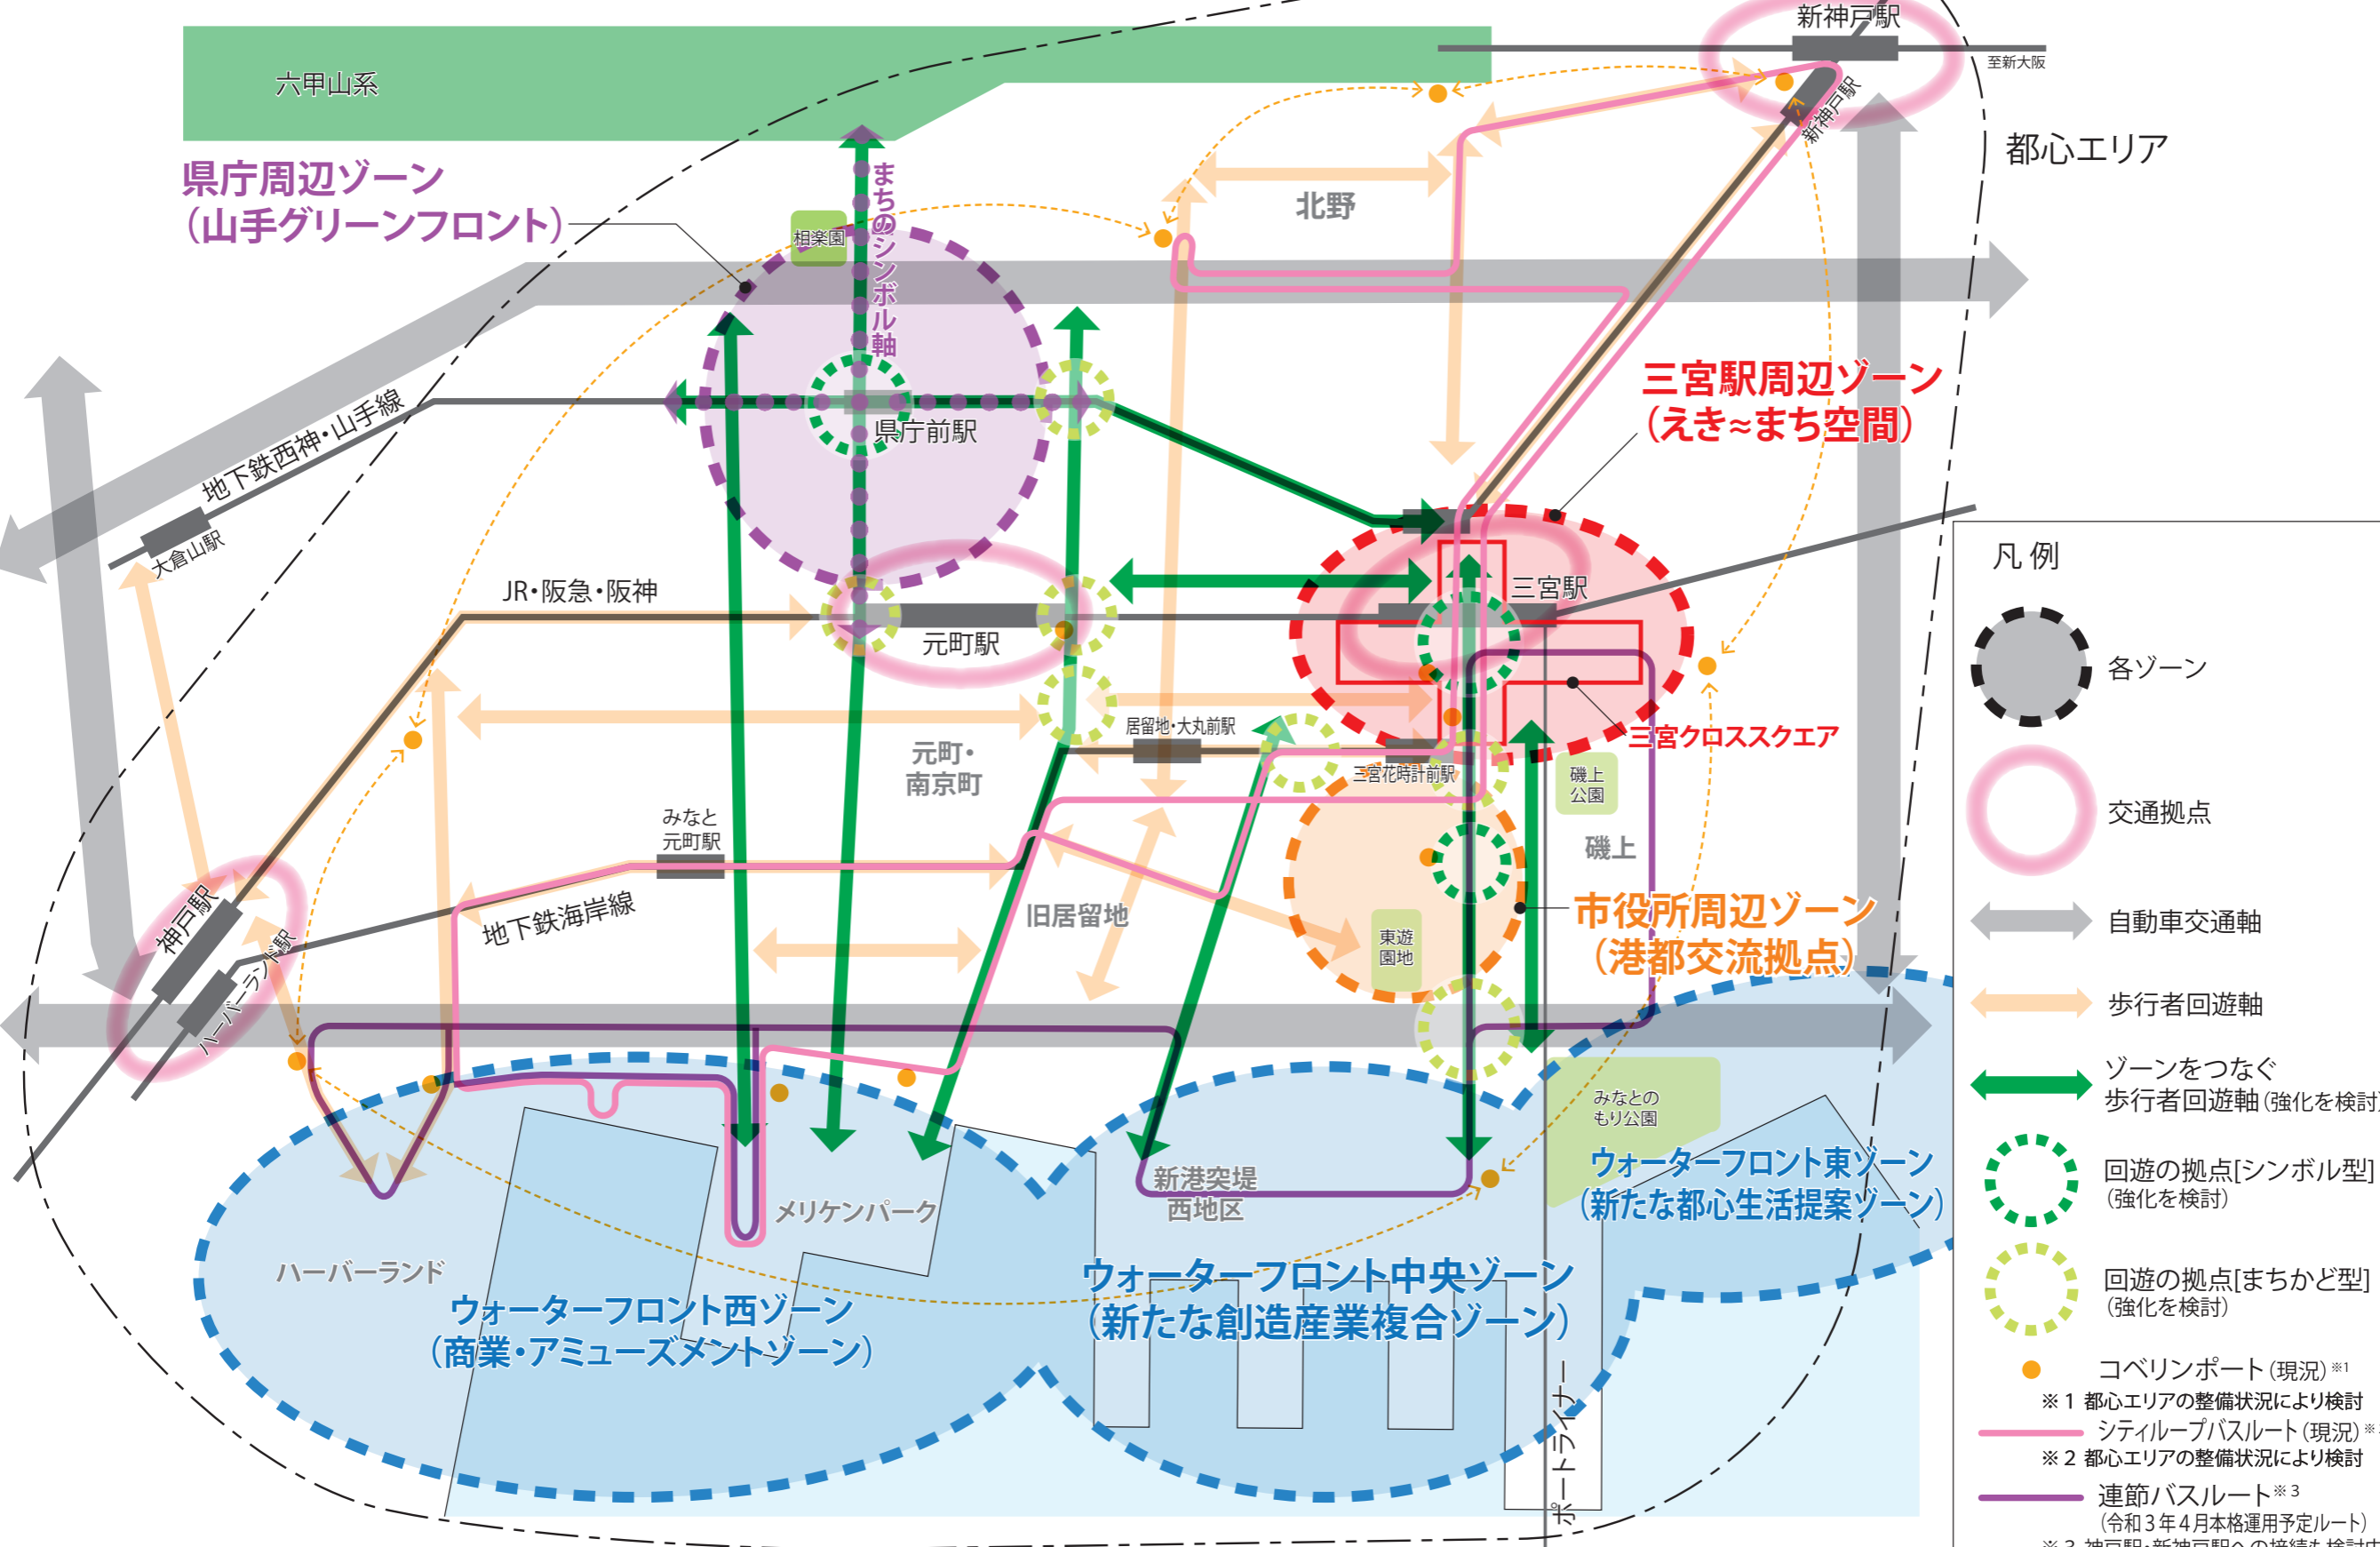 新神戸駅
至新大阪
新神戸駅
都心エリア
六甲山系
県庁周辺ゾーン
（山手グリーンフロント）
まちのシンボル軸
相楽園
北野
県庁前駅
地下鉄西神・山手線
大倉山駅
三宮駅周辺ゾーン
（えき≈まち空間）
三宮駅
JR・阪急・阪神
元町駅
元町・
南京町
居留地・大丸前駅
三宮花時計前駅
三宮クロススクエア
磯上
公園
磯上
みなと
元町駅
地下鉄海岸線
旧居留地
神戸駅
ハーバーランド駅
市役所周辺ゾーン
（港都交流拠点）
東遊
園地
みなとの
もり公園
メリケンパーク
新港突堤
西地区
ハーバーランド
ウォーターフロント西ゾーン
（商業・アミューズメントゾーン）
ウォーターフロント中央ゾーン
（新たな創造産業複合ゾーン）
ウォーターフロント東ゾーン
（新たな都心生活提案ゾーン）
ポートライナー
凡 例
各ゾーン
交通拠点
自動車交通軸
歩行者回遊軸
ゾーンをつなぐ
歩行者回遊軸（強化を検討）
回遊の拠点[シンボル型]
（強化を検討）
回遊の拠点[まちかど型]
（強化を検討）
コベリンポート（現況）※1
※１ 都心エリアの整備状況により検討
シティループバスルート（現況）※
※２ 都心エリアの整備状況により検討
連節バスルート※３
（令和３年４月本格運用予定ルート）
※３ 神戸駅・新神戸駅への接続も検討中